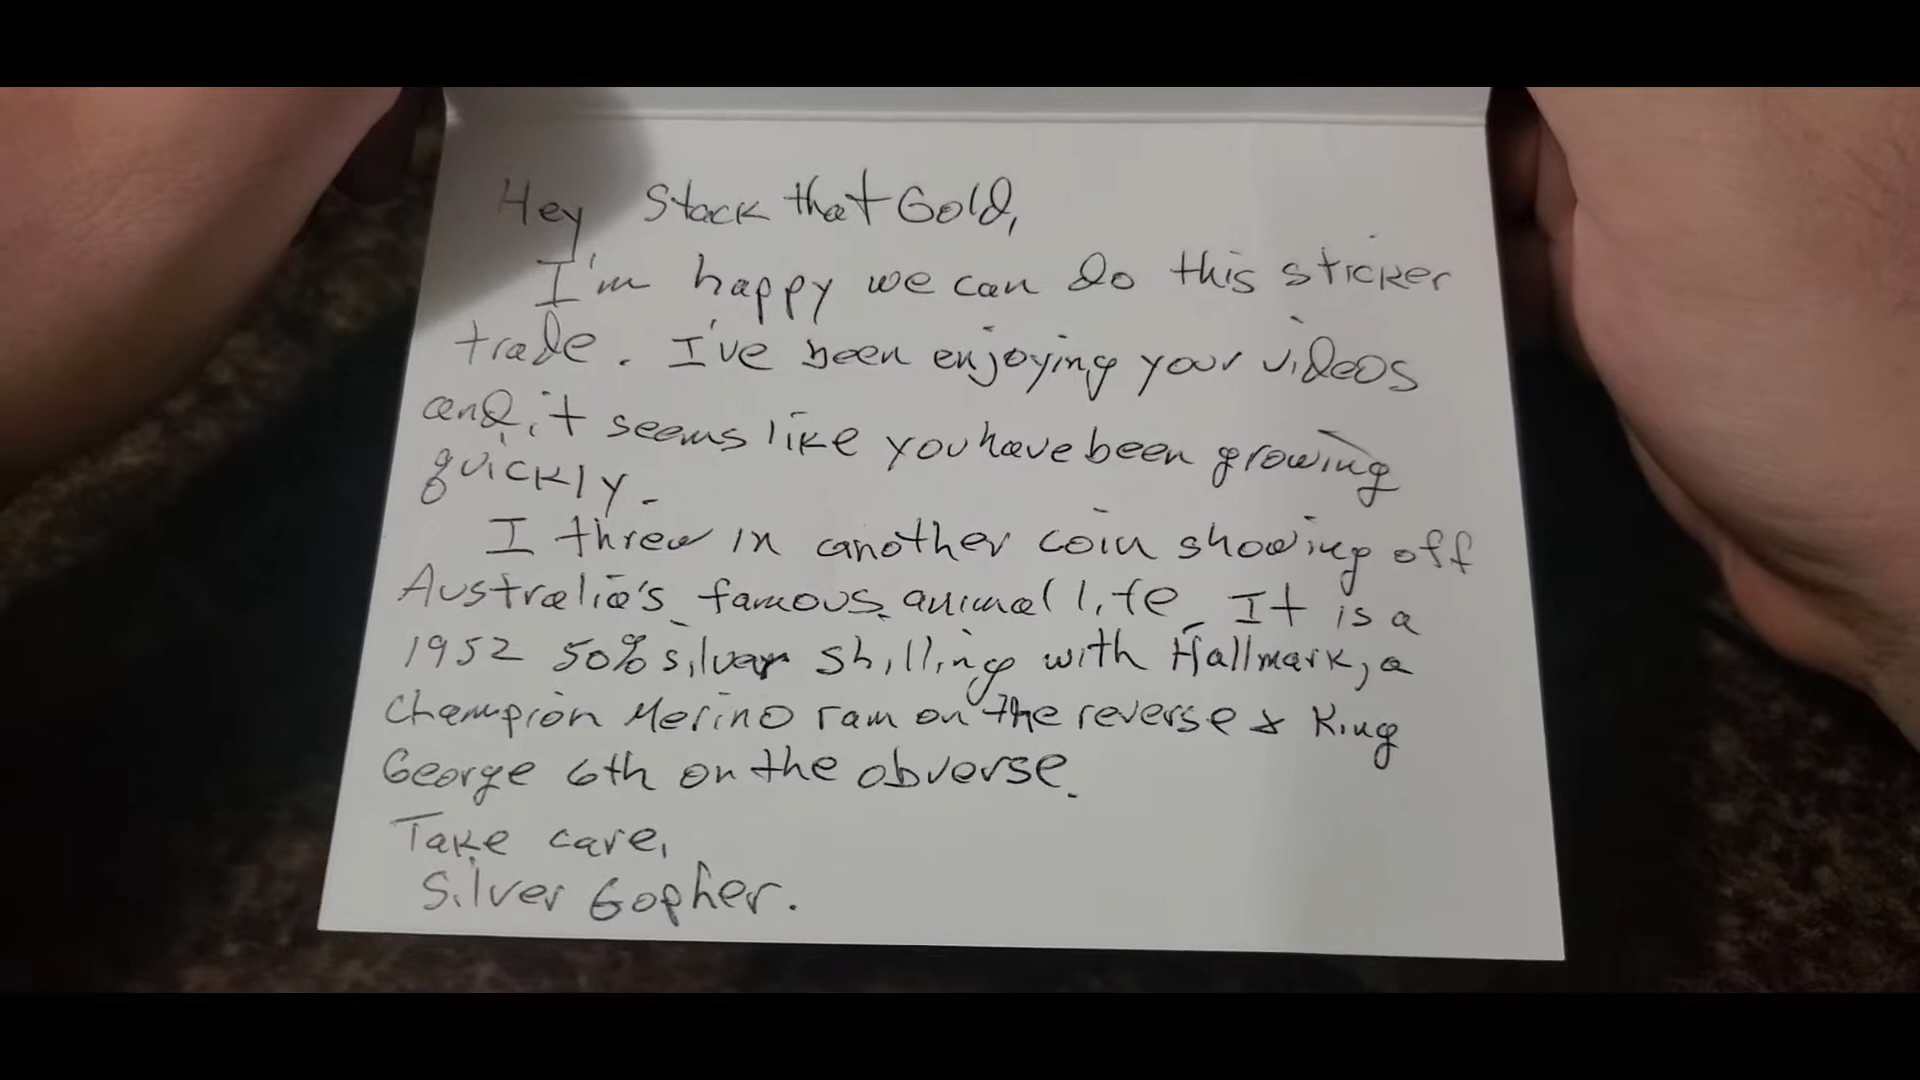 Hey Stack that Gold,
I'm happy we can do this sticker
trade. I've been enjoying your videos
and it seems like you have been growing
quickly.
I threw in another coin showing off
Australia's famous animal life. It is a
1952 50% silver shilling with Hallmark, a
Champion Merino ram on the reverse & King
George 6th on the obverse.
Take care,
Silver Gopher.